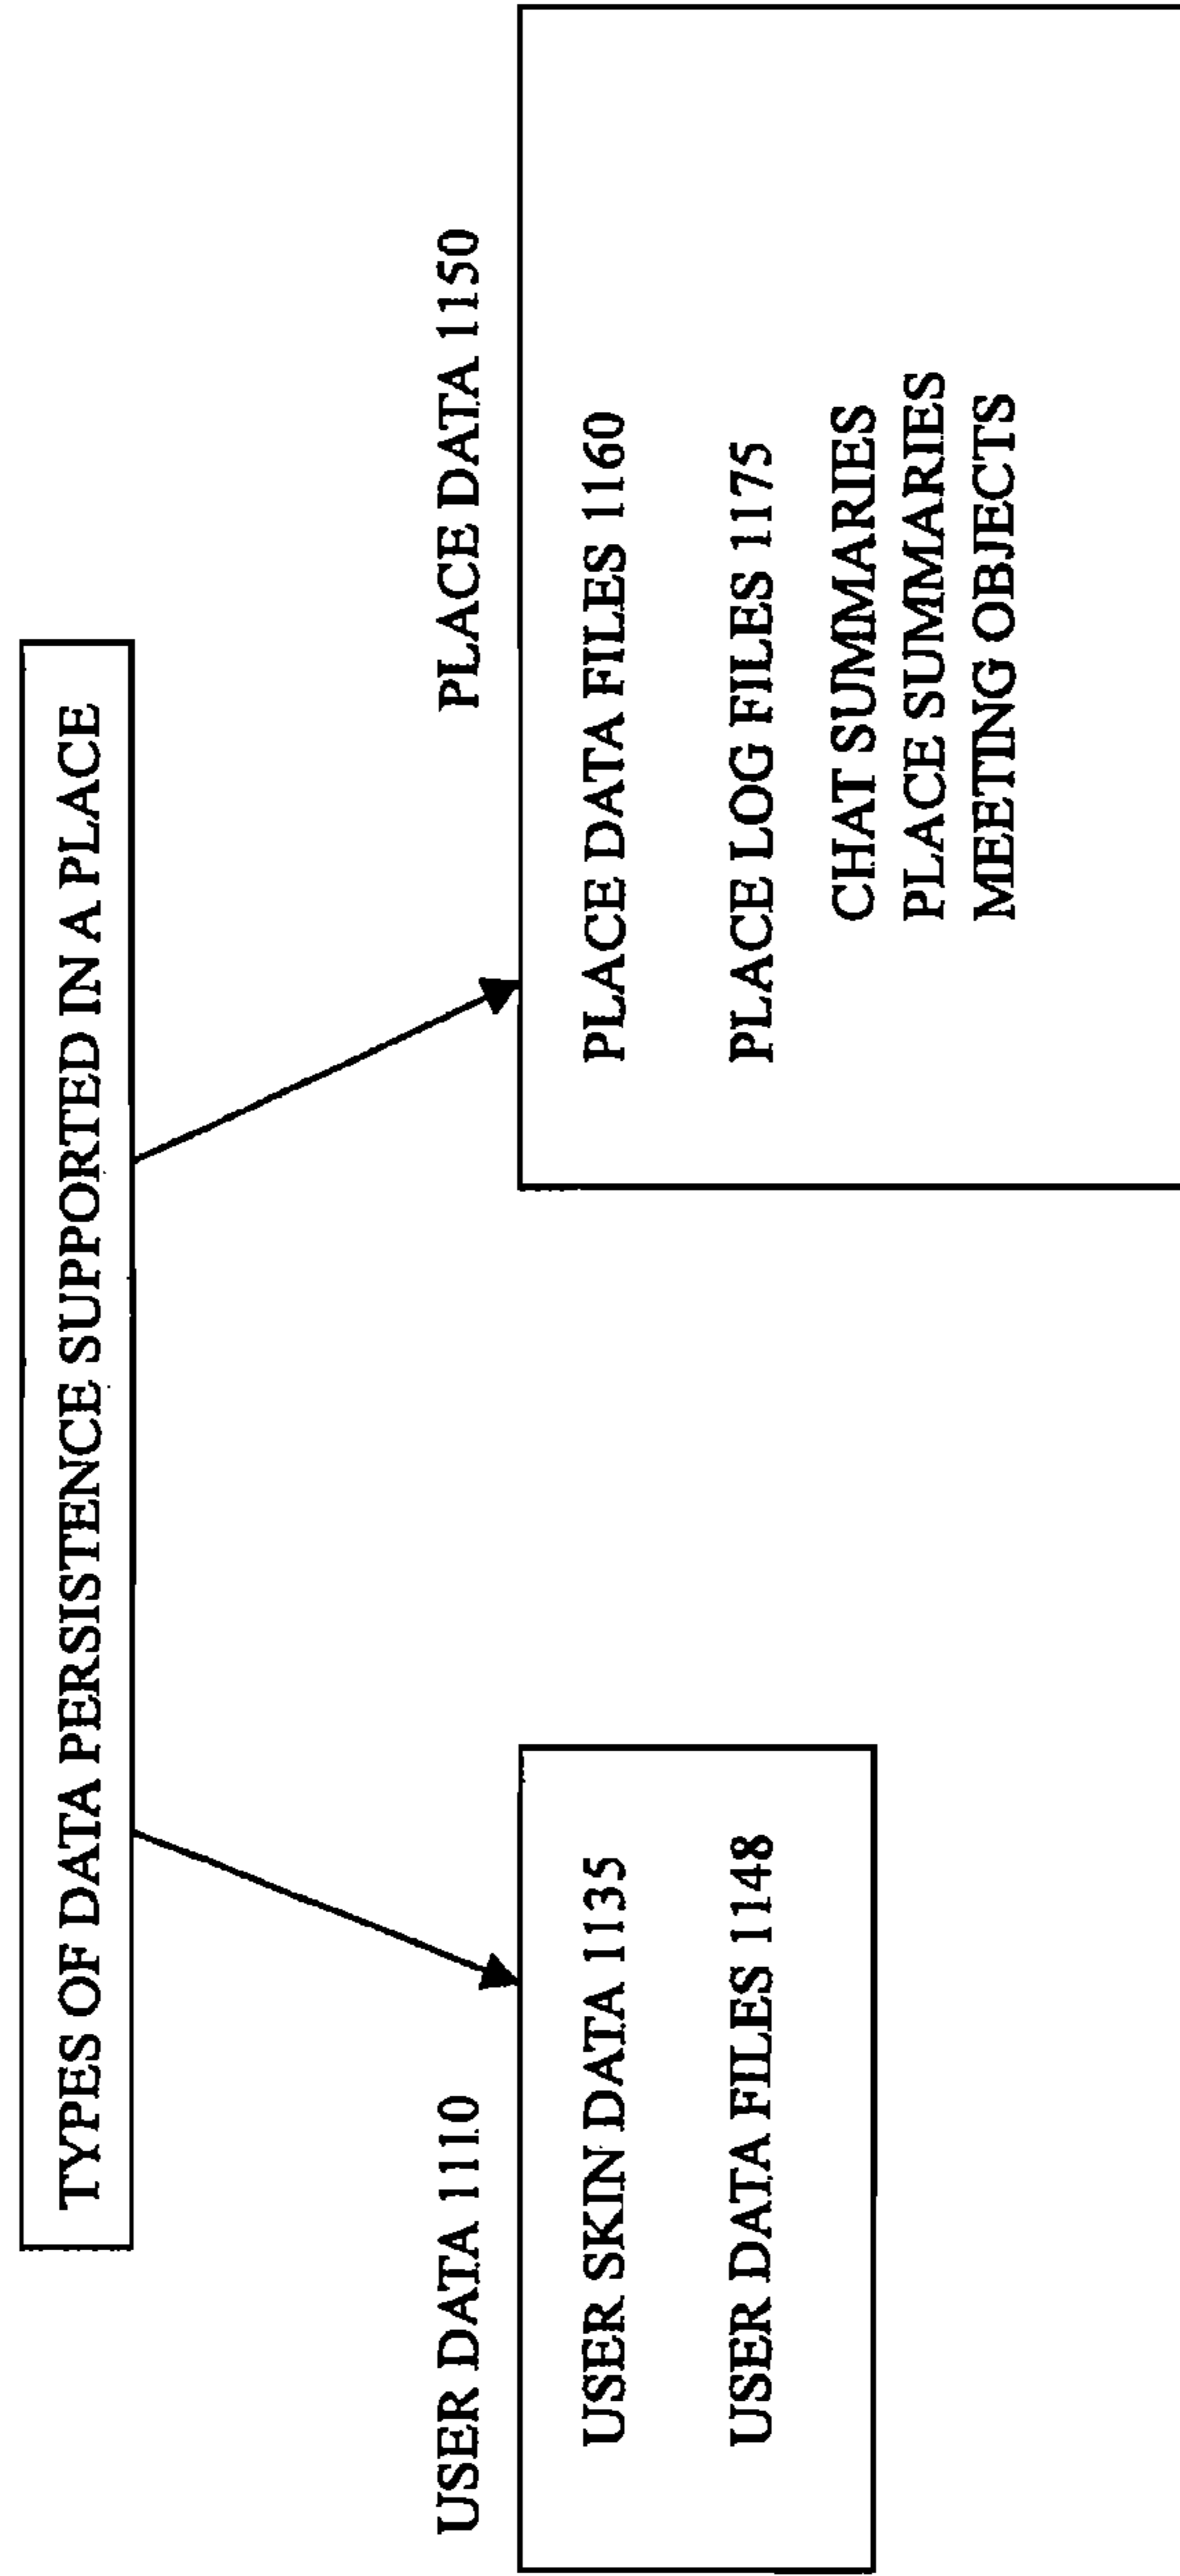 TYPES OF DATA PERSISTENCE SUPPORTED IN A PLACE
USER DATA 1110
USER SKIN DATA 1135
USER DATA FILES 1148
PLACE DATA 1150
PLACE DATA FILES 1160
PLACE LOG FILES 1175
CHAT SUMMARIES
PLACE SUMMARIES
MEETING OBJECTS